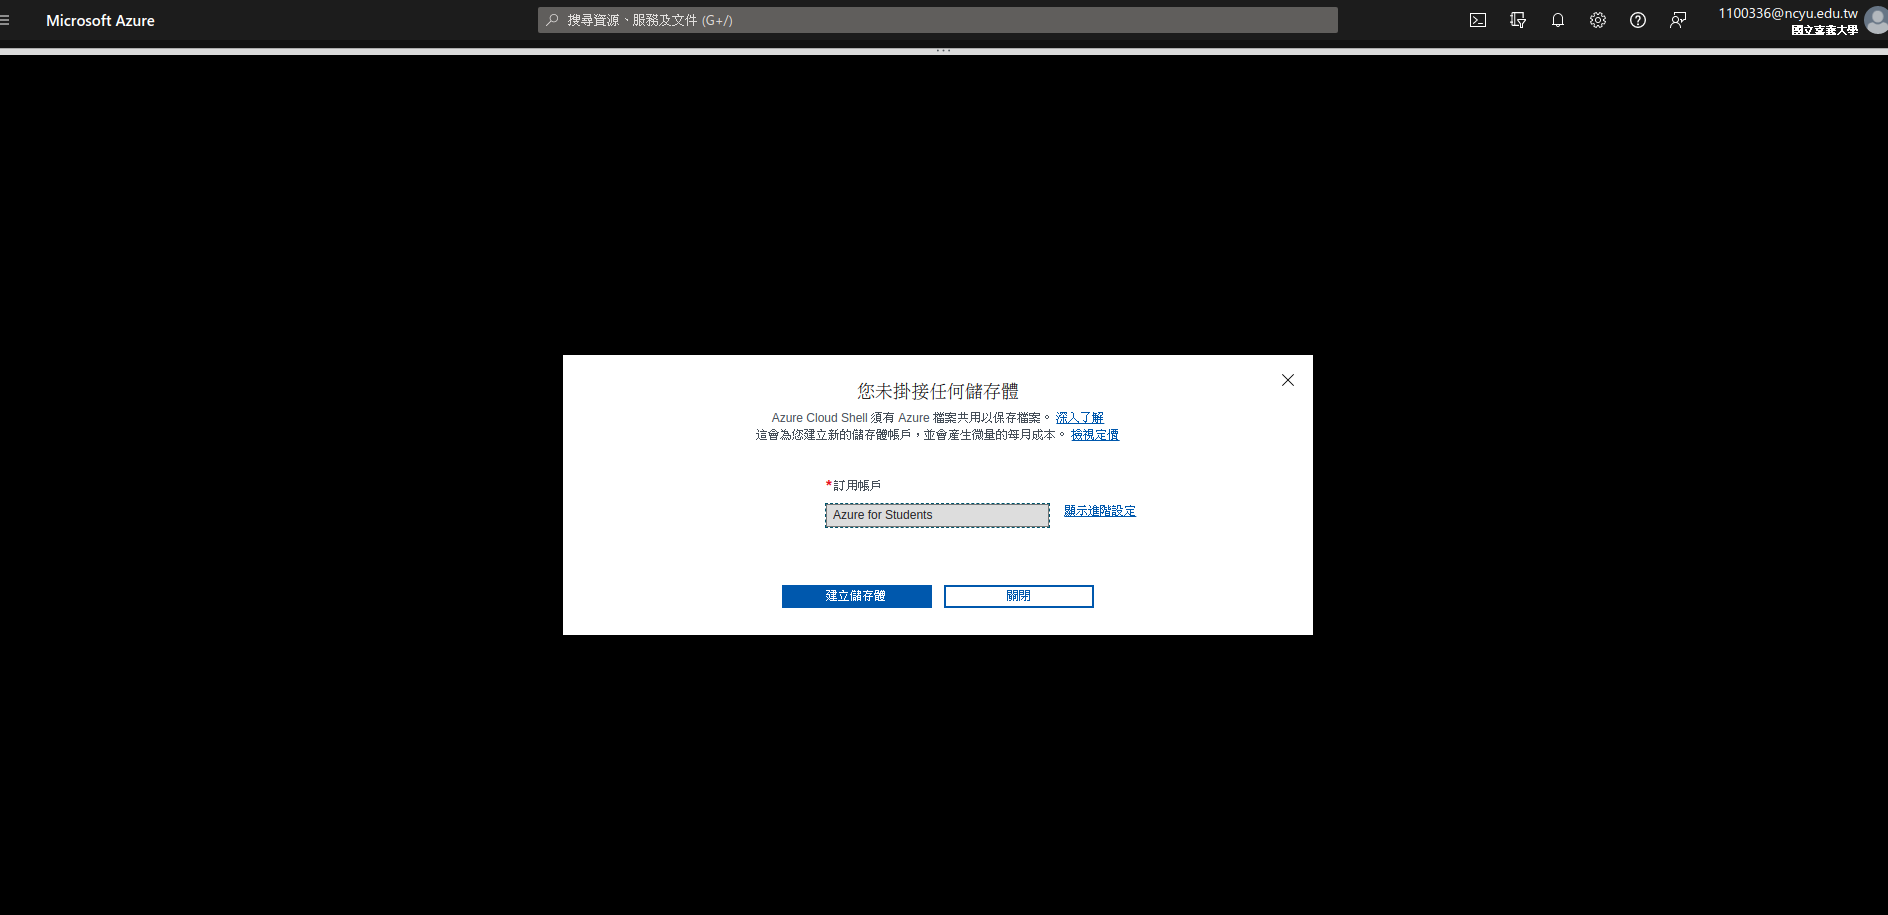 Microsoft Azure
搜尋資源、服務及文件 (G+/)
1100336@ncyu.edu.tw
國立嘉義大學
您未掛接任何儲存體
Azure Cloud Shell 須有 Azure 檔案共用以保存檔案。 深入了解
這會為您建立新的儲存體帳戶，並會產生微量的每月成本。 檢視定價
*訂用帳戶
Azure for Students
顯示進階設定
建立儲存體
關閉